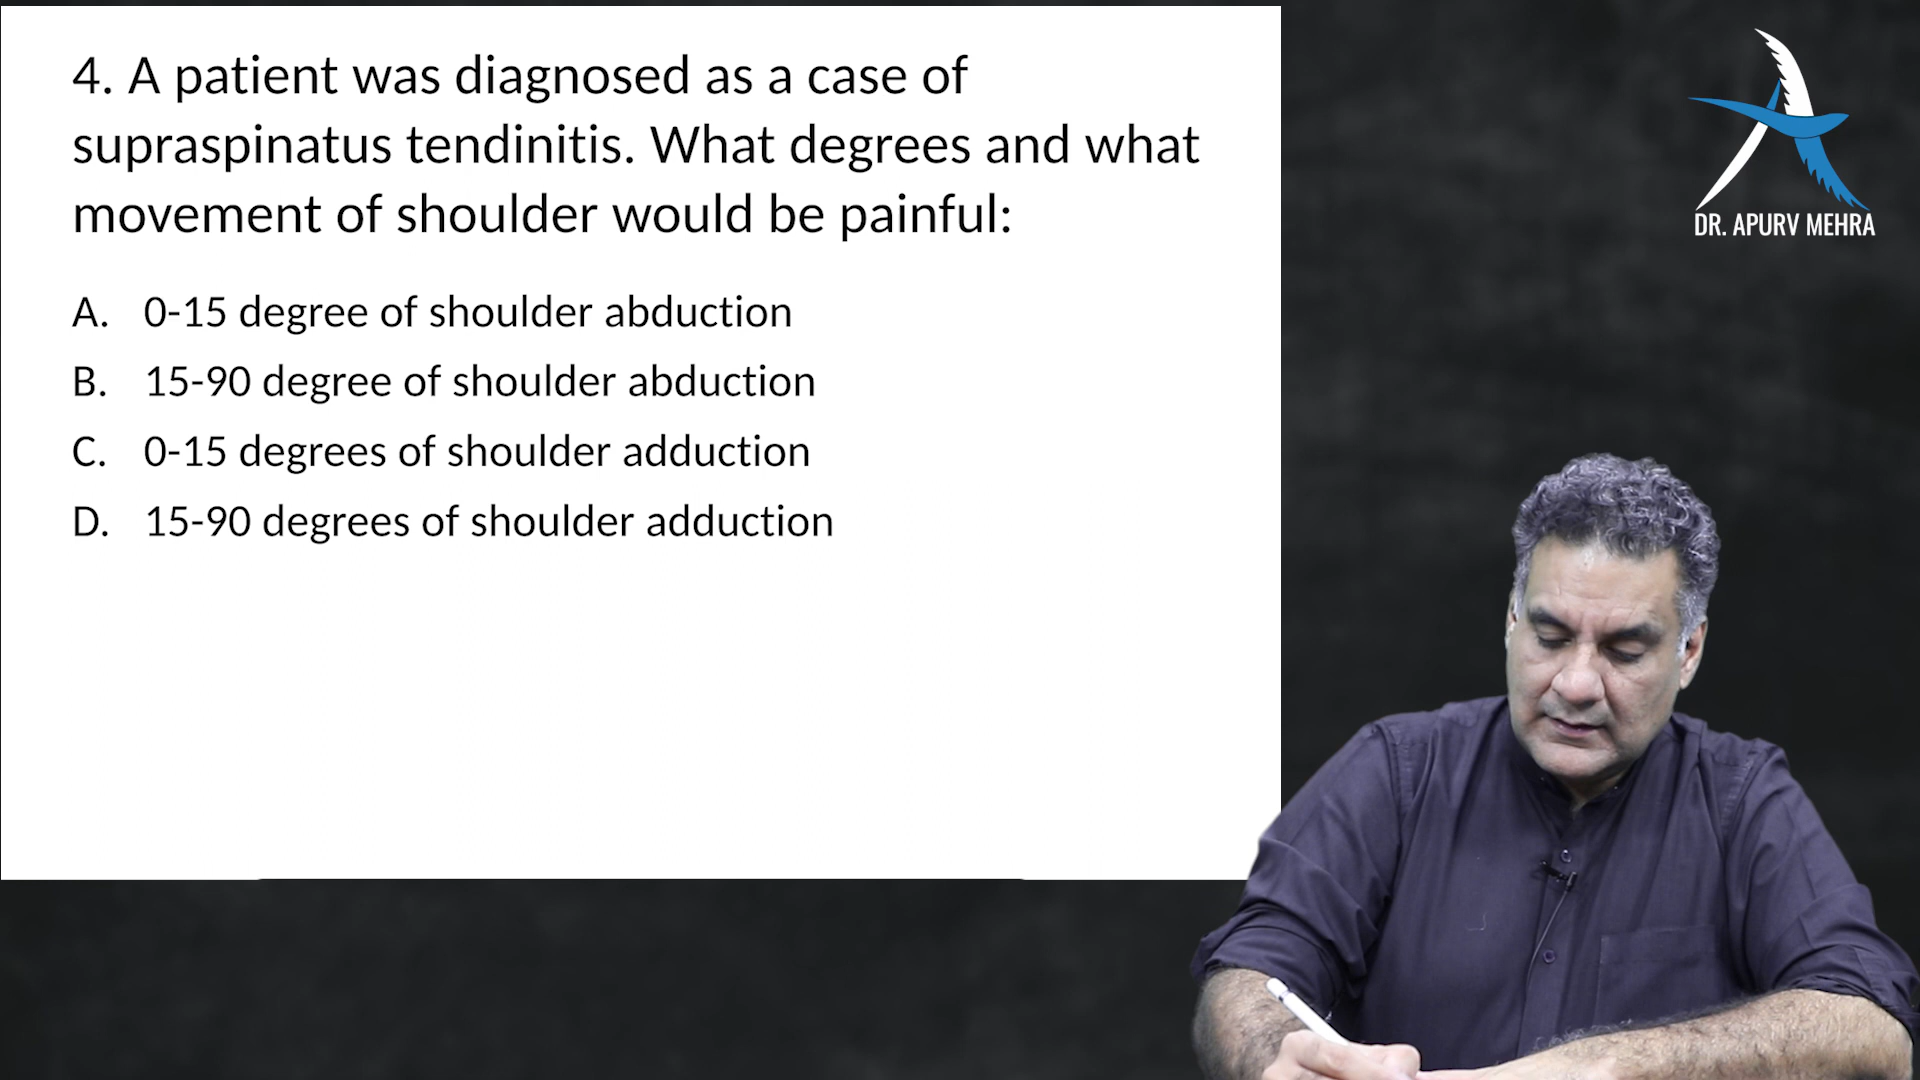 4. A patient was diagnosed as a case of
supraspinatus tendinitis. What degrees and what
movement of shoulder would be painful:
A. 0-15 degree of shoulder abduction
B. 15-90 degree of shoulder abduction
C. 0-15 degrees of shoulder adduction
D. 15-90 degrees of shoulder adduction
DR. APURV MEHRA